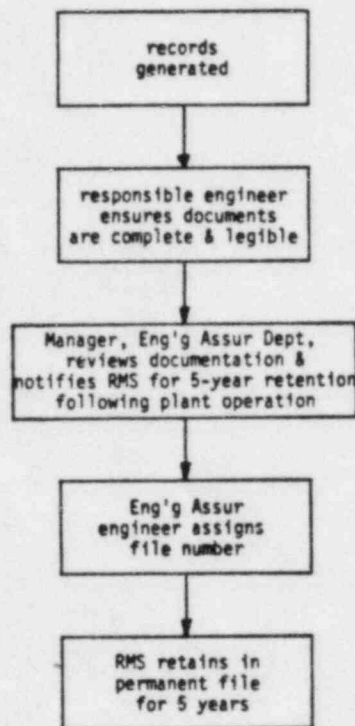 records
generated
responsible engineer
ensures documents
are complete & legible
Manager, Eng'g Assur Dept,
reviews documentation &
notifies RMS for 5-year retention
following plant operation
Eng'g Assur
engineer assigns
file number
RMS retains in
permanent file
for 5 years